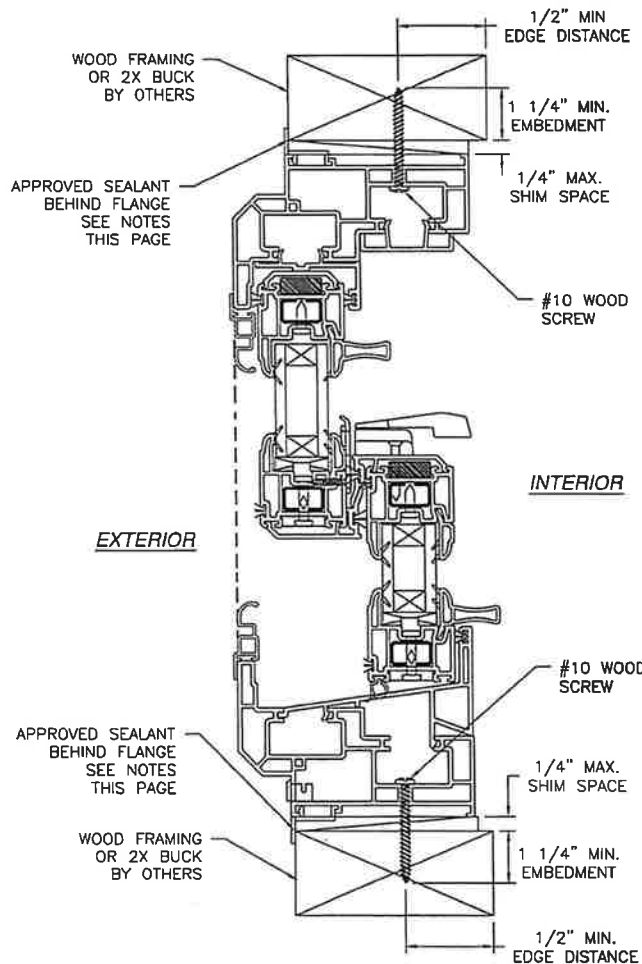 1/2" MIN
EDGE DISTANCE
WOOD FRAMING
OR 2X BUCK
BY OTHERS
1 1/4" MIN.
EMBEDMENT
APPROVED SEALANT
BEHIND FLANGE
SEE NOTES
THIS PAGE
1/4" MAX.
SHIM SPACE
#10 WOOD
SCREW
INTERIOR
EXTERIOR
#10 WOOD
SCREW
APPROVED SEALANT
BEHIND FLANGE
SEE NOTES
THIS PAGE
1/4" MAX.
SHIM SPACE
WOOD FRAMING
OR 2X BUCK
BY OTHERS
1 1/4" MIN.
EMBEDMENT
1/2" MIN.
EDGE DISTANCE